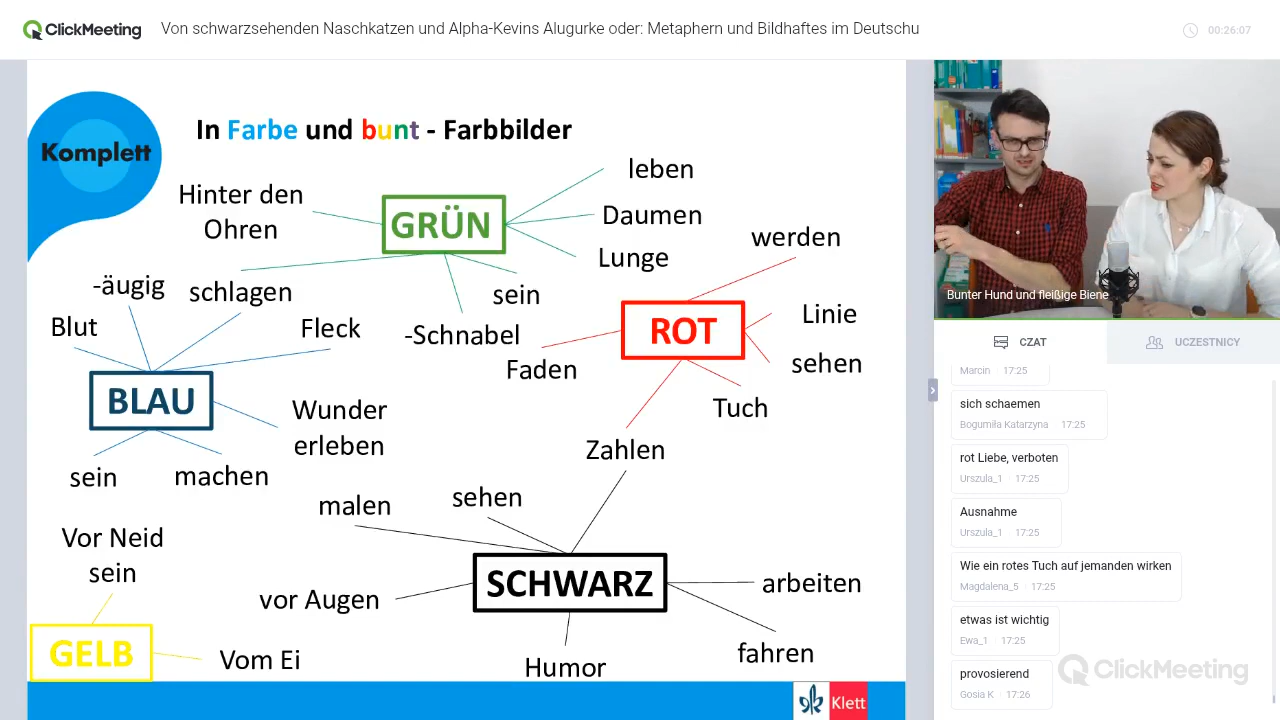 ClickMeeting
Von schwarzsehenden Naschkatzen und Alpha-Kevins Alugurke oder: Metaphern und Bildhaftes im Deutschu
00:26:07
Komplett
In Farbe und bunt - Farbbilder
Hinter den
Ohren
GRÜN
leben
Daumen
Lunge
schlagen
sein
-Schnabel
-äugig
Blut
Fleck
BLAU
Wunder
erleben
sein
machen
werden
ROT
Linie
sehen
Faden
Tuch
Zahlen
malen
sehen
SCHWARZ
vor Augen
arbeiten
fahren
Humor
Vor Neid
sein
GELB
Vom Ei
Klett
Bunter Hund und fleißige Biene
CZAT
UCZESTNICY
Marcin 17:25
sich schaemen
Bogumiła Katarzyna 17:25
rot Liebe, verboten
Urszula_1 17:25
Ausnahme
Urszula_1 17:25
Wie ein rotes Tuch auf jemanden wirken
Magdalena_5 17:25
etwas ist wichtig
Ewa_1 17:25
provosierend
Gosia K 17:26
ClickMeeting